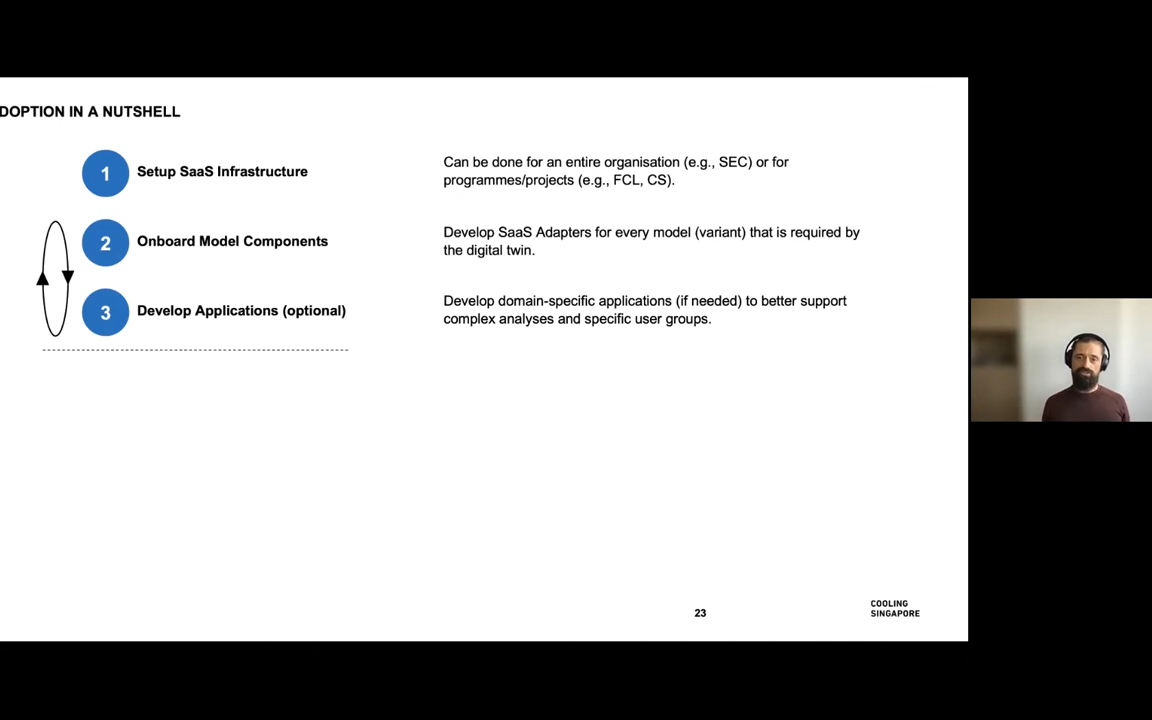 DOPTION IN A NUTSHELL
1
Setup SaaS Infrastructure
Can be done for an entire organisation (e.g., SEC) or for
programmes/projects (e.g., FCL, CS).
2
Onboard Model Components
Develop SaaS Adapters for every model (variant) that is required by
the digital twin.
3
Develop Applications (optional)
Develop domain-specific applications (if needed) to better support
complex analyses and specific user groups.
23
COOLING
SINGAPORE